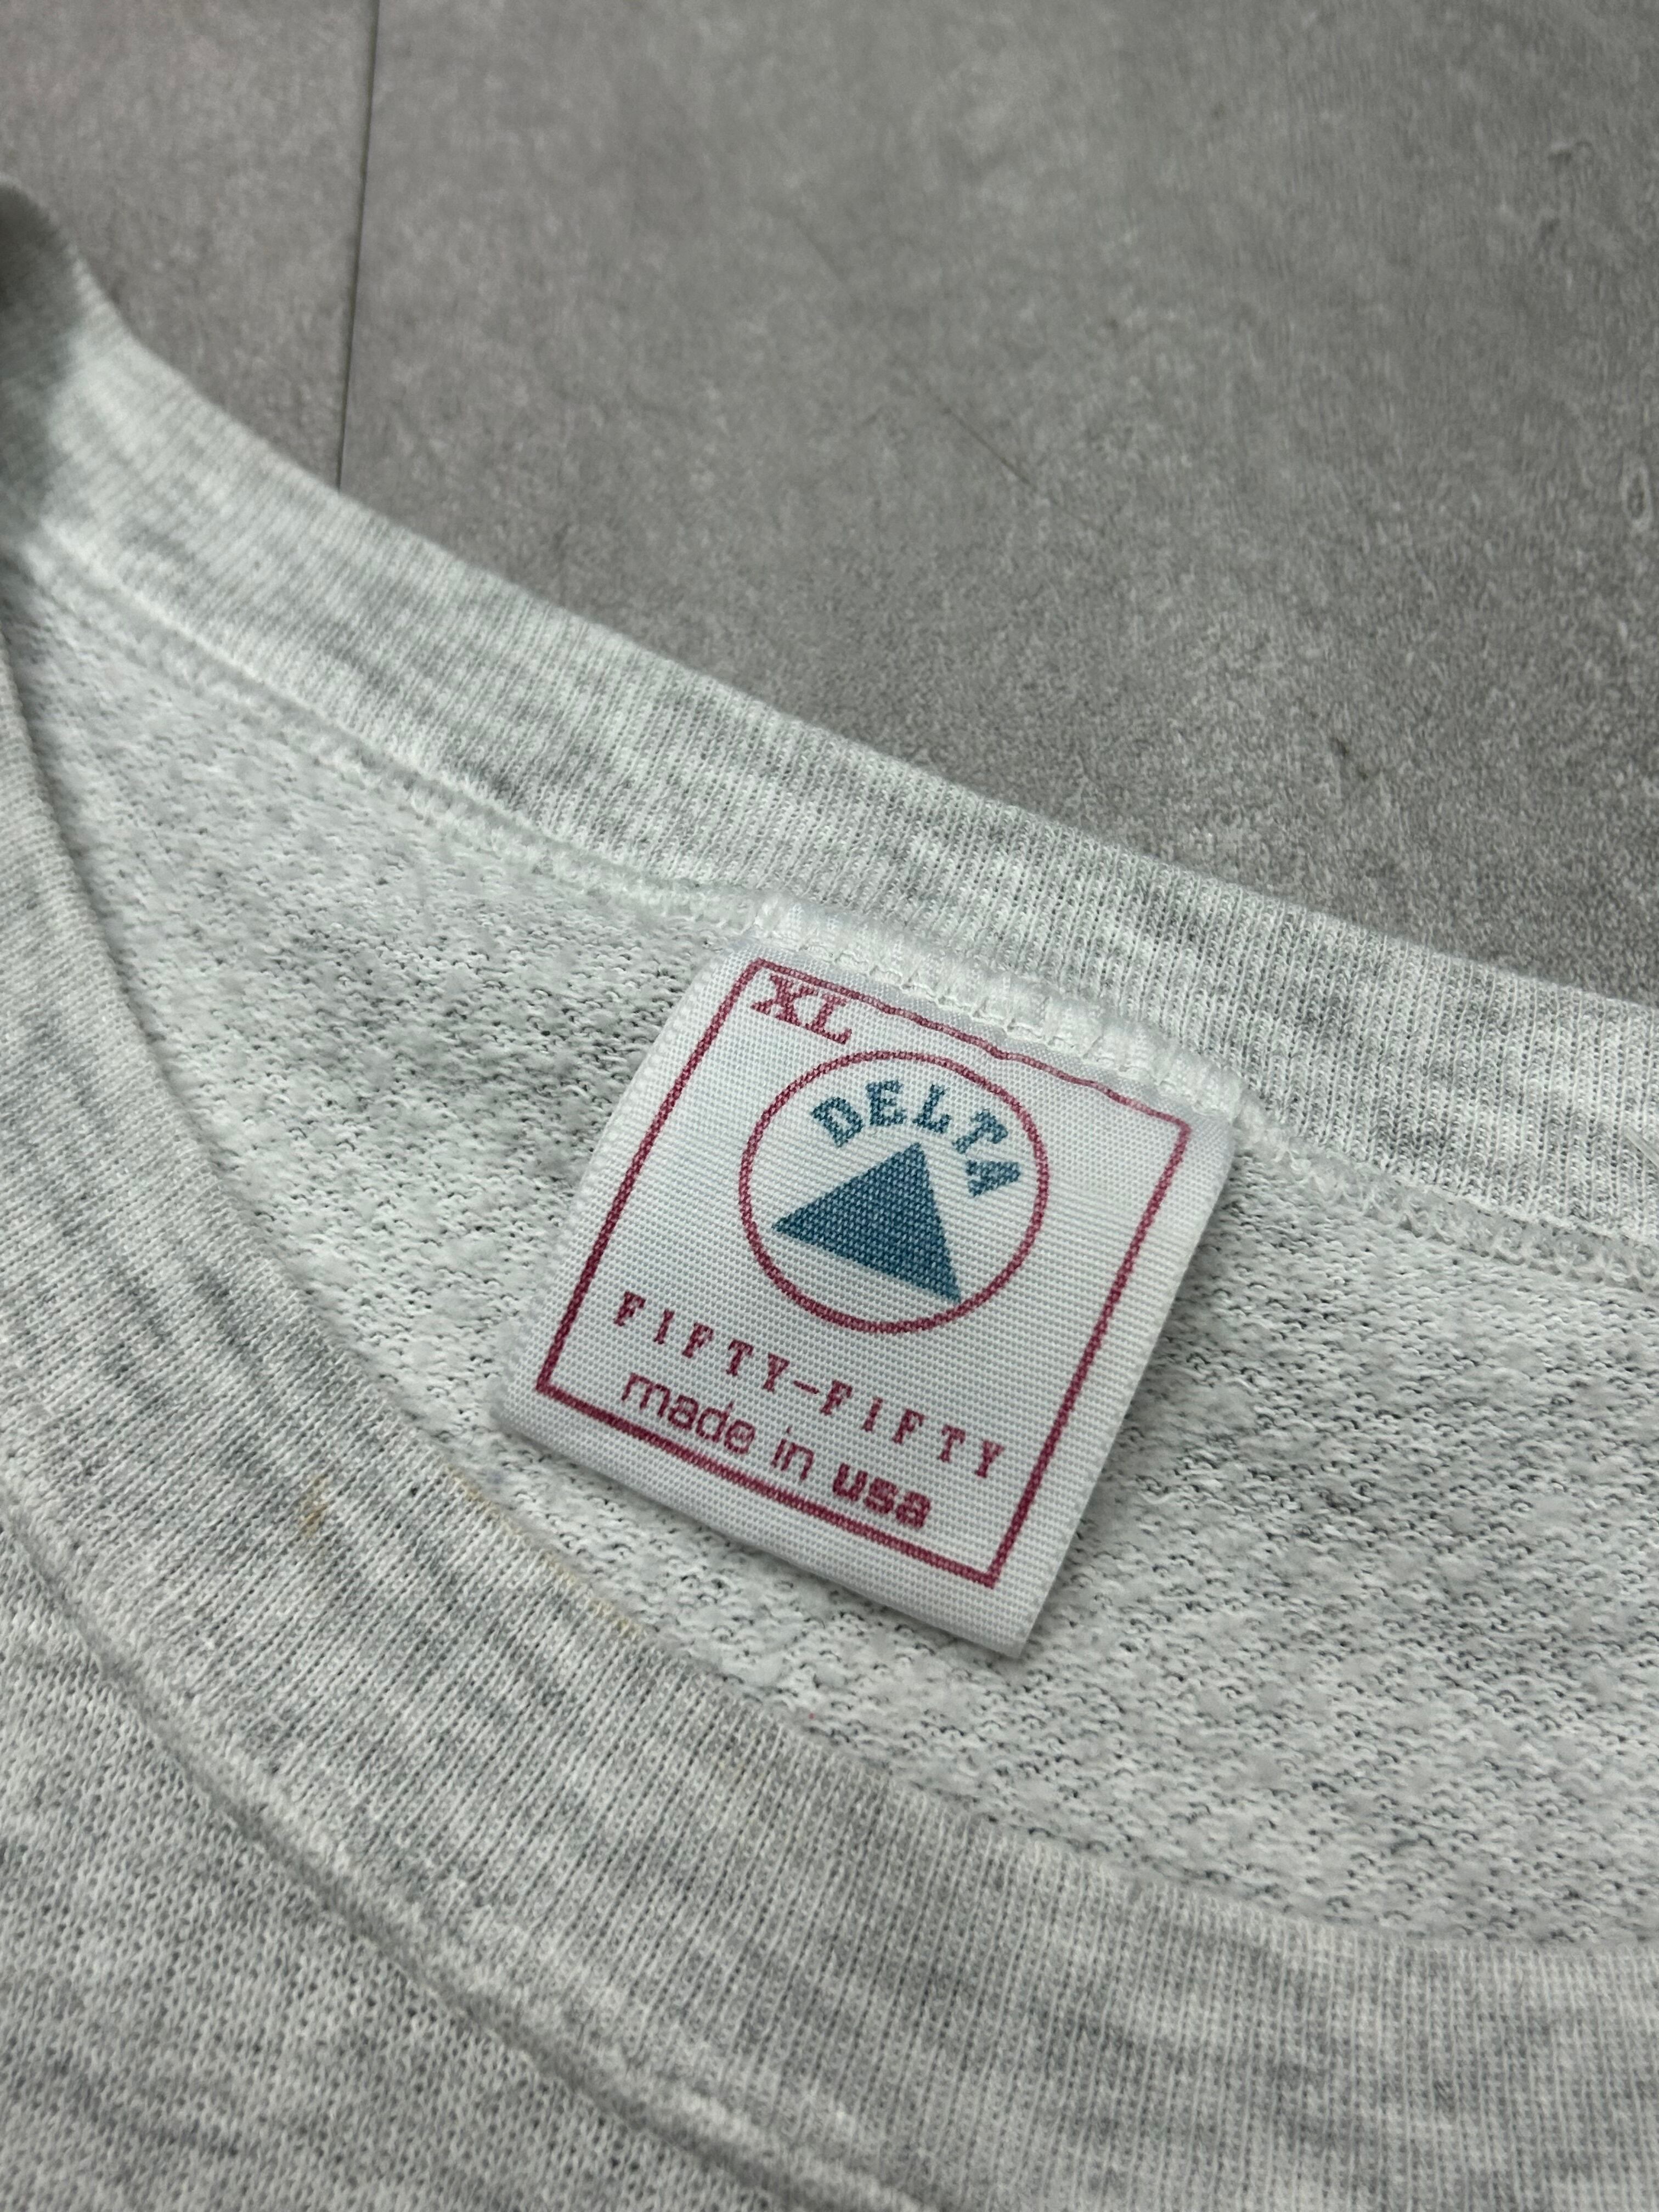 XL
DELTA
FIFTY-FIFTY
made in usa